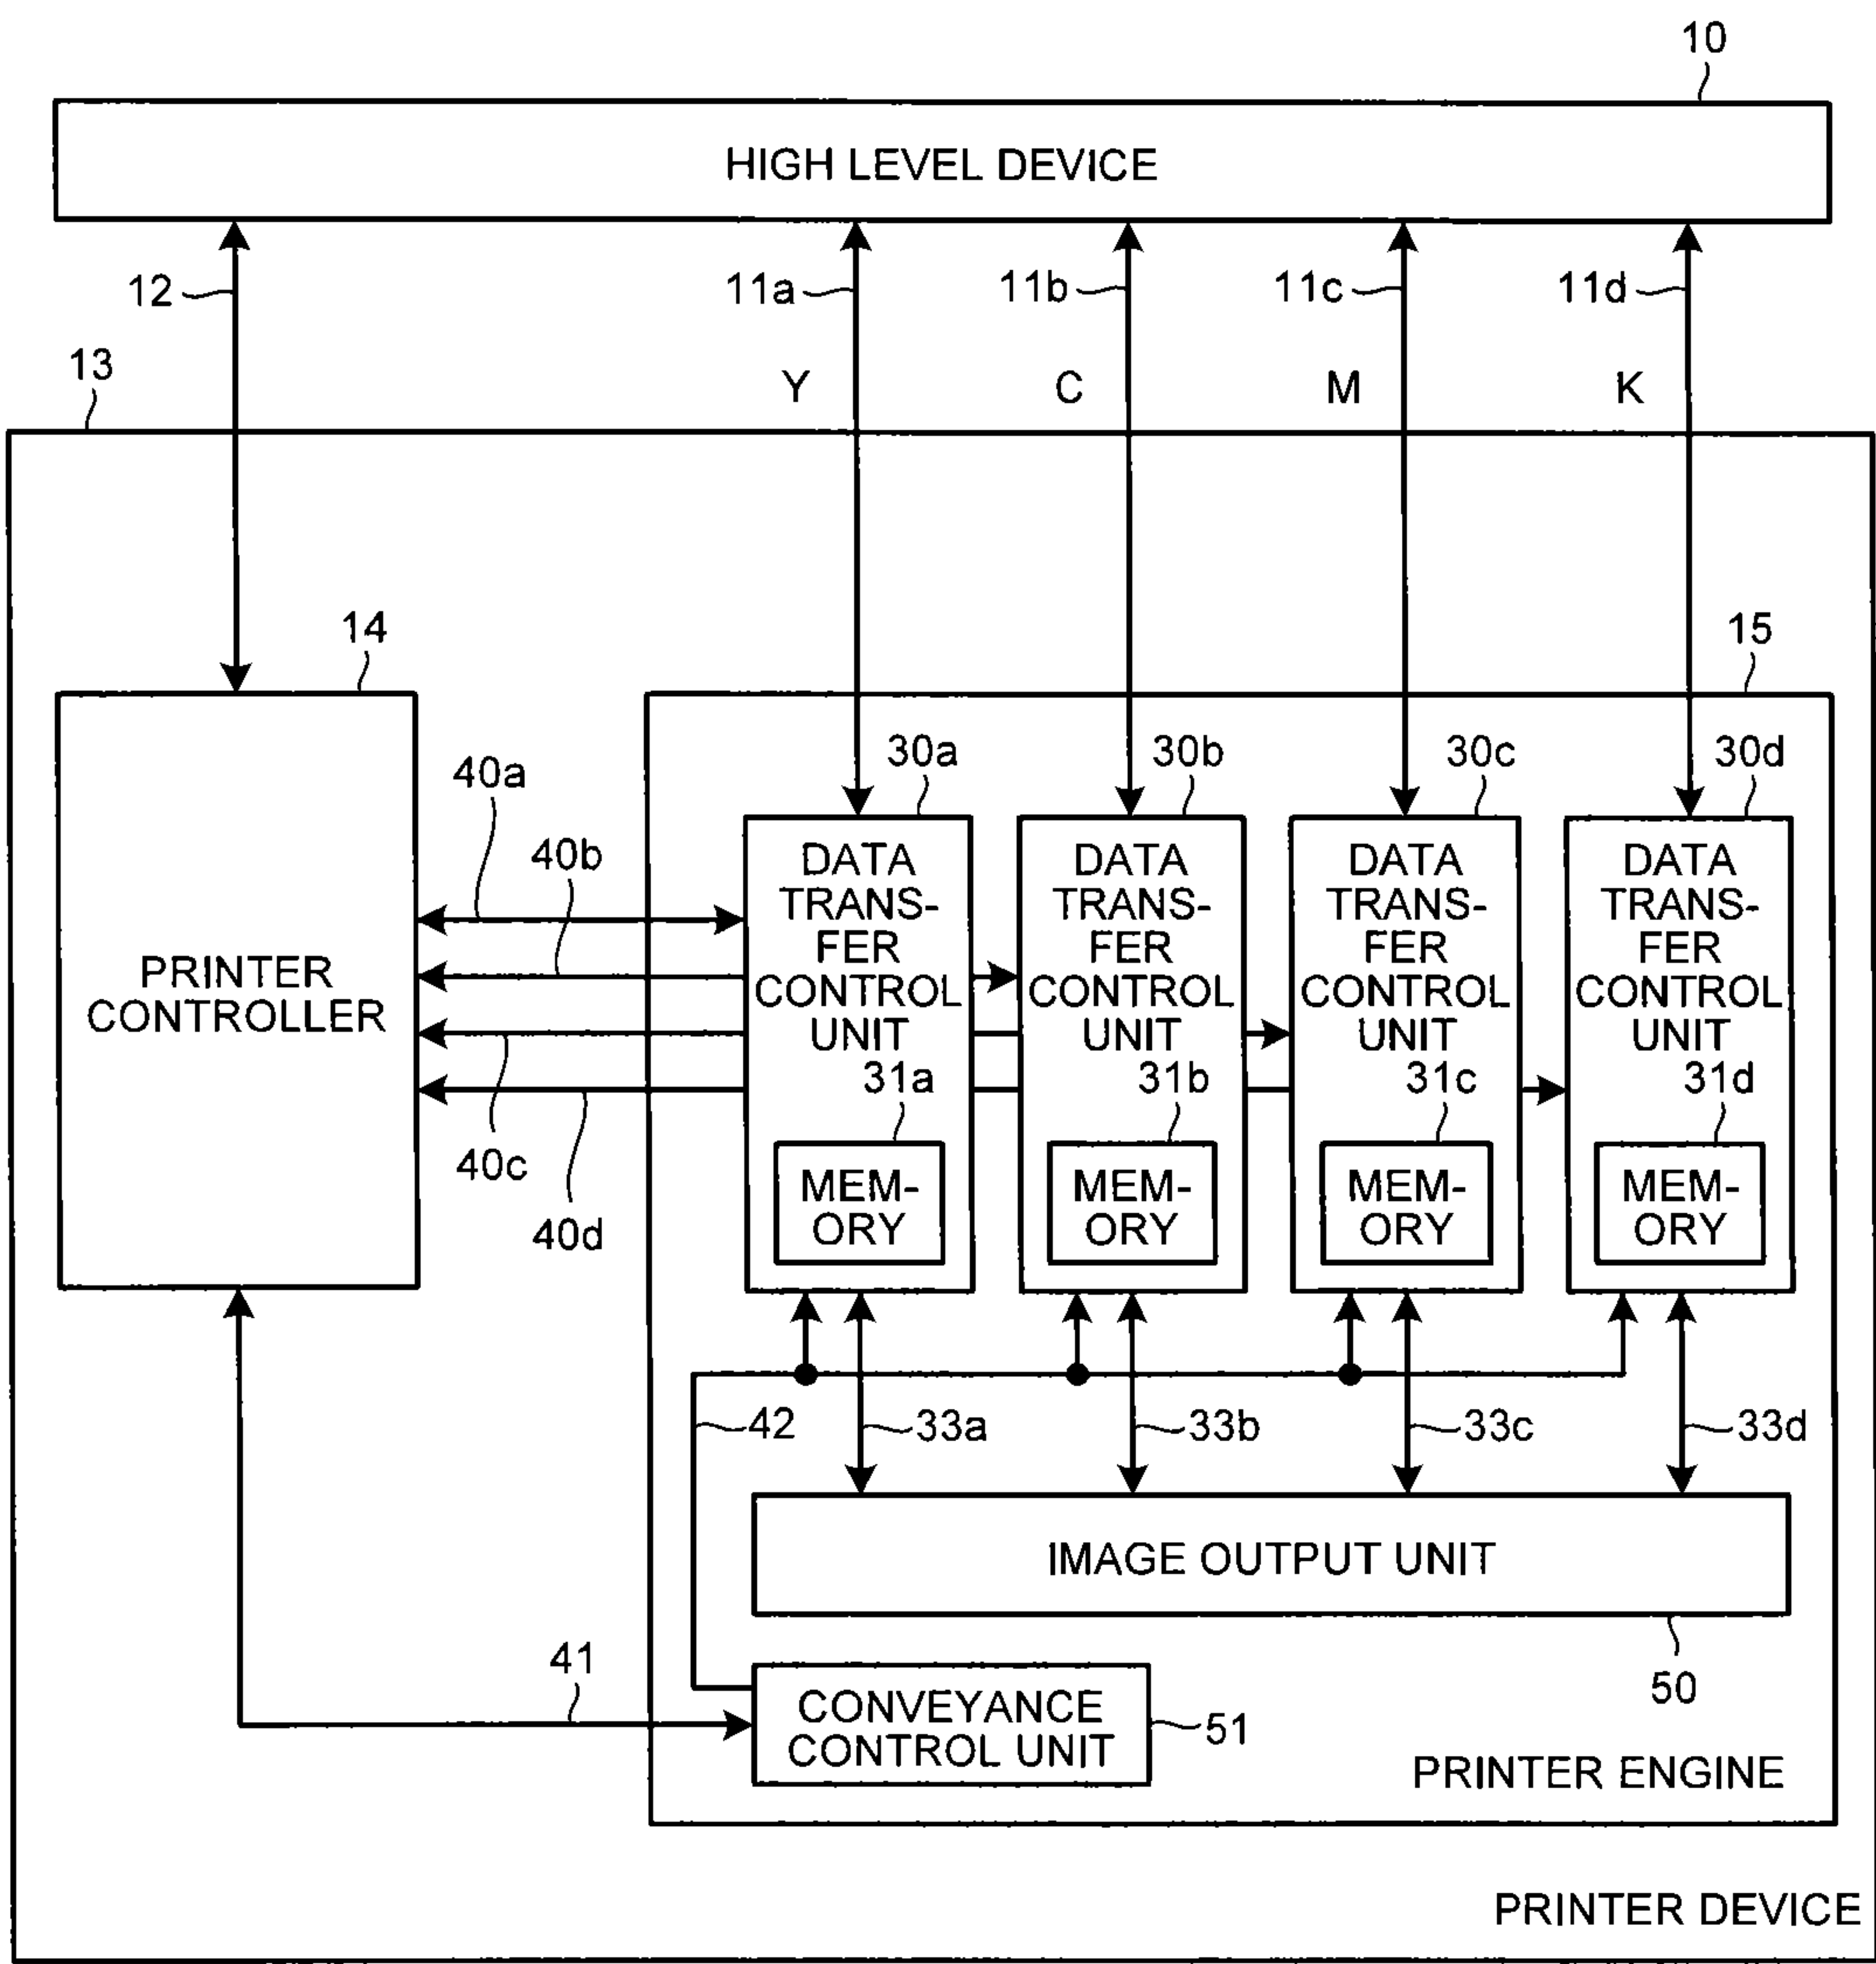 10
HIGH LEVEL DEVICE
12
11a
11b
11c
11d
13
Y
C
M
K
14
15
40a
30a
30b
30c
30d
40b
PRINTER
CONTROLLER
DATA
TRANS-
FER
CONTROL
UNIT
DATA
TRANS-
FER
CONTROL
UNIT
DATA
TRANS-
FER
CONTROL
UNIT
DATA
TRANS-
FER
CONTROL
UNIT
31a
31b
31c
31d
40c
40d
MEM-
ORY
MEM-
ORY
MEM-
ORY
MEM-
ORY
42
33a
33b
33c
33d
IMAGE OUTPUT UNIT
41
50
CONVEYANCE
CONTROL UNIT
51
PRINTER ENGINE
PRINTER DEVICE